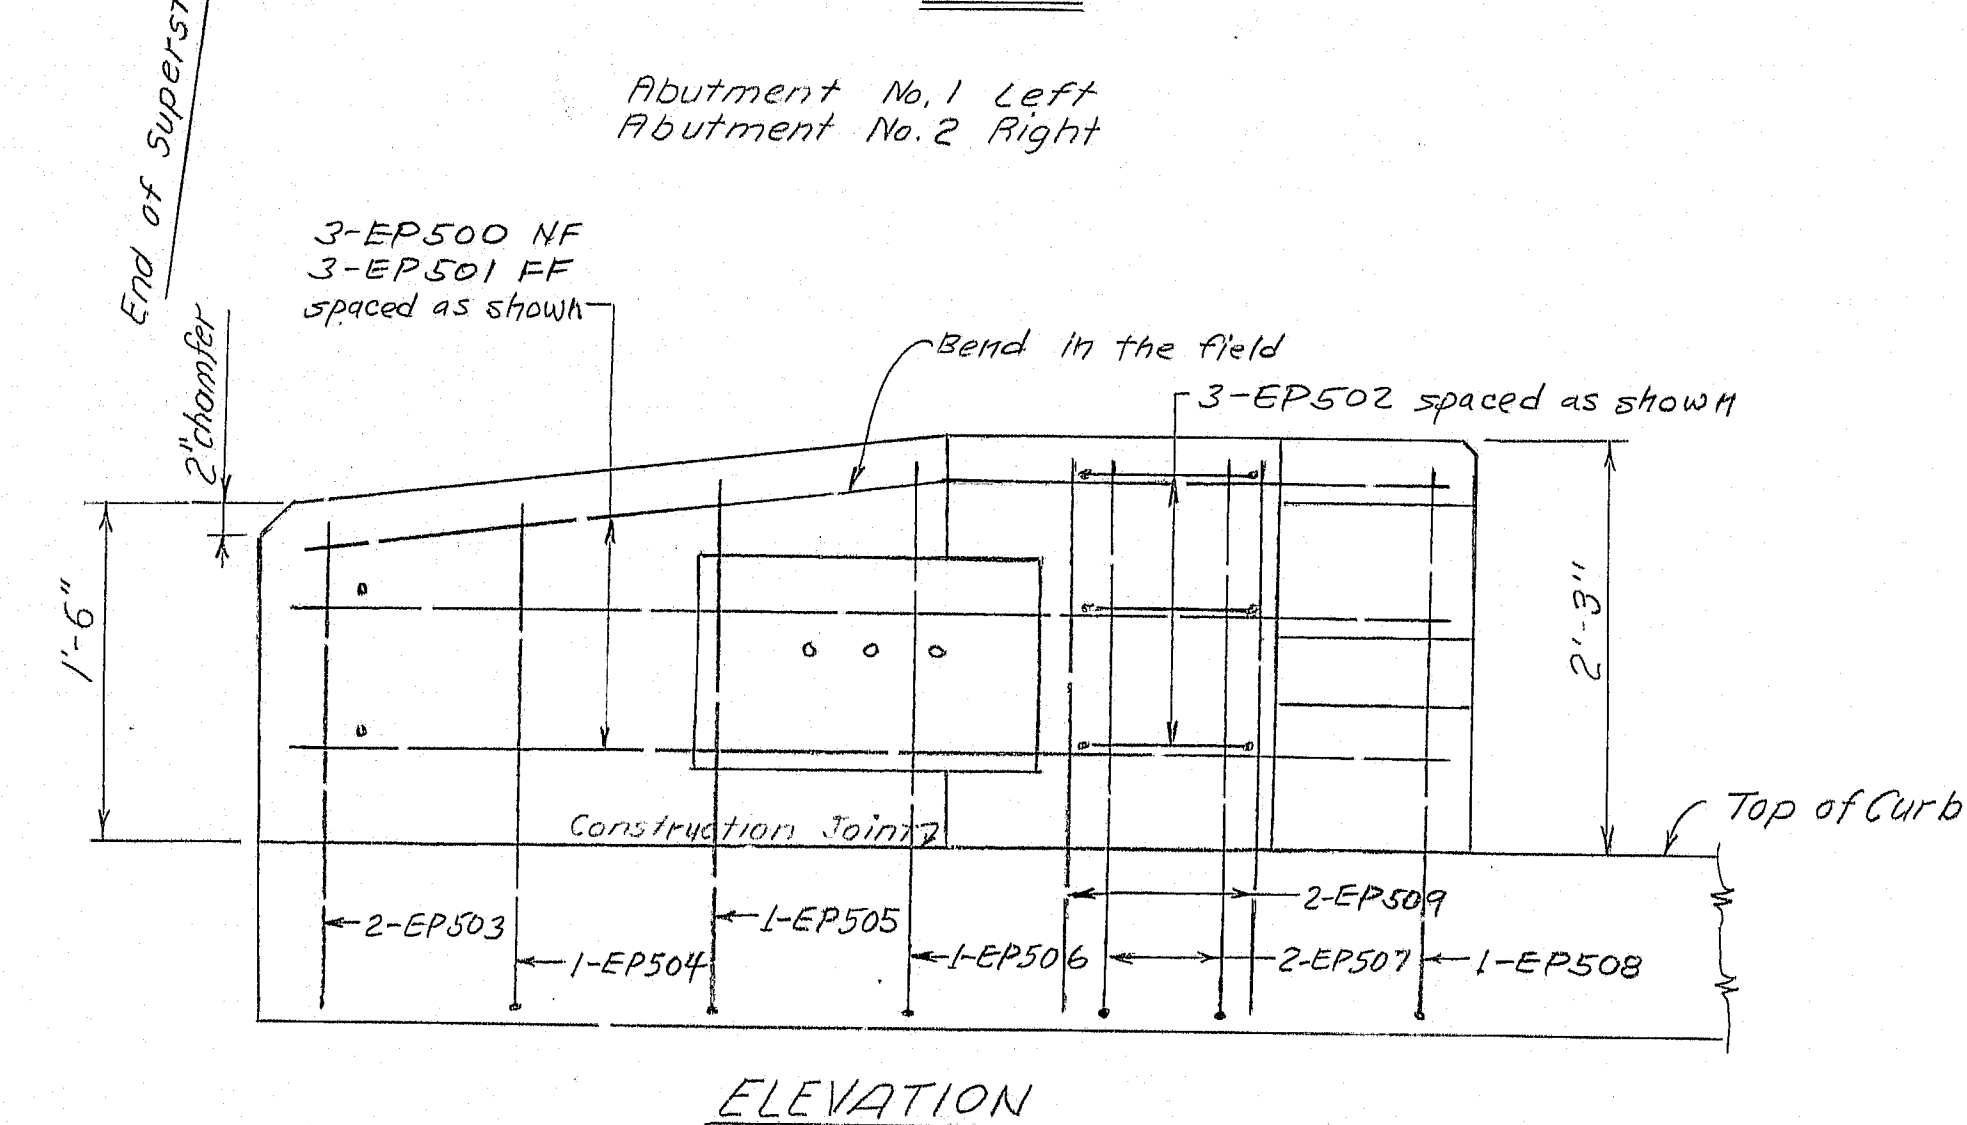 End of Superst
Abutment No. 1 Left
Abutment No. 2 Right
3-EP500 NF
3-EP501 FF
spaced as shown
2" chamfer
Bend in the field
3-EP502 spaced as shown
1'-6"
2'-3"
Construction Joint
Top of Curb
2-EP509
2-EP503
1-EP505
1-EP504
1-EP506
2-EP507
1-EP508
ELEVATION